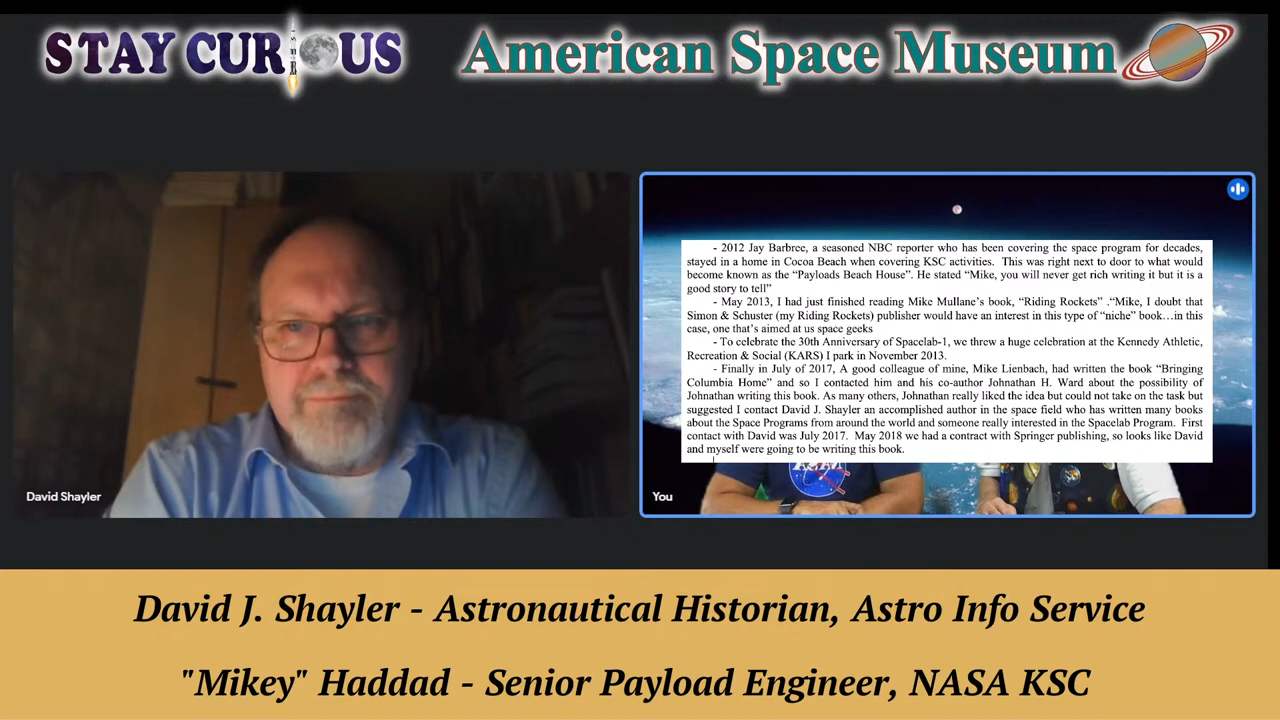 STAY CURIOUS
American Space Museum
- 2012 Jay Barbree, a seasoned NBC reporter who has been covering the space program for decades,
stayed in a home in Cocoa Beach when covering KSC activities.  This was right next to door to what would
become known as the “Payloads Beach House”. He stated “Mike, you will never get rich writing it but it is a
good story to tell”
- May 2013, I had just finished reading Mike Mullane’s book, “Riding Rockets” .“Mike, I doubt that
Simon & Schuster (my Riding Rockets) publisher would have an interest in this type of “niche” book…in this
case, one that’s aimed at us space geeks
- To celebrate the 30th Anniversary of Spacelab-1, we threw a huge celebration at the Kennedy Athletic,
Recreation & Social (KARS) I park in November 2013.
- Finally in July of 2017, A good colleague of mine, Mike Lienbach, had written the book “Bringing
Columbia Home” and so I contacted him and his co-author Johnathan H. Ward about the possibility of
Johnathan writing this book. As many others, Johnathan really liked the idea but could not take on the task but
suggested I contact David J. Shayler an accomplished author in the space field who has written many books
about the Space Programs from around the world and someone really interested in the Spacelab Program.  First
contact with David was July 2017.  May 2018 we had a contract with Springer publishing, so looks like David
and myself were going to be writing this book.
David Shayler
You
David J. Shayler - Astronautical Historian, Astro Info Service
"Mikey" Haddad - Senior Payload Engineer, NASA KSC